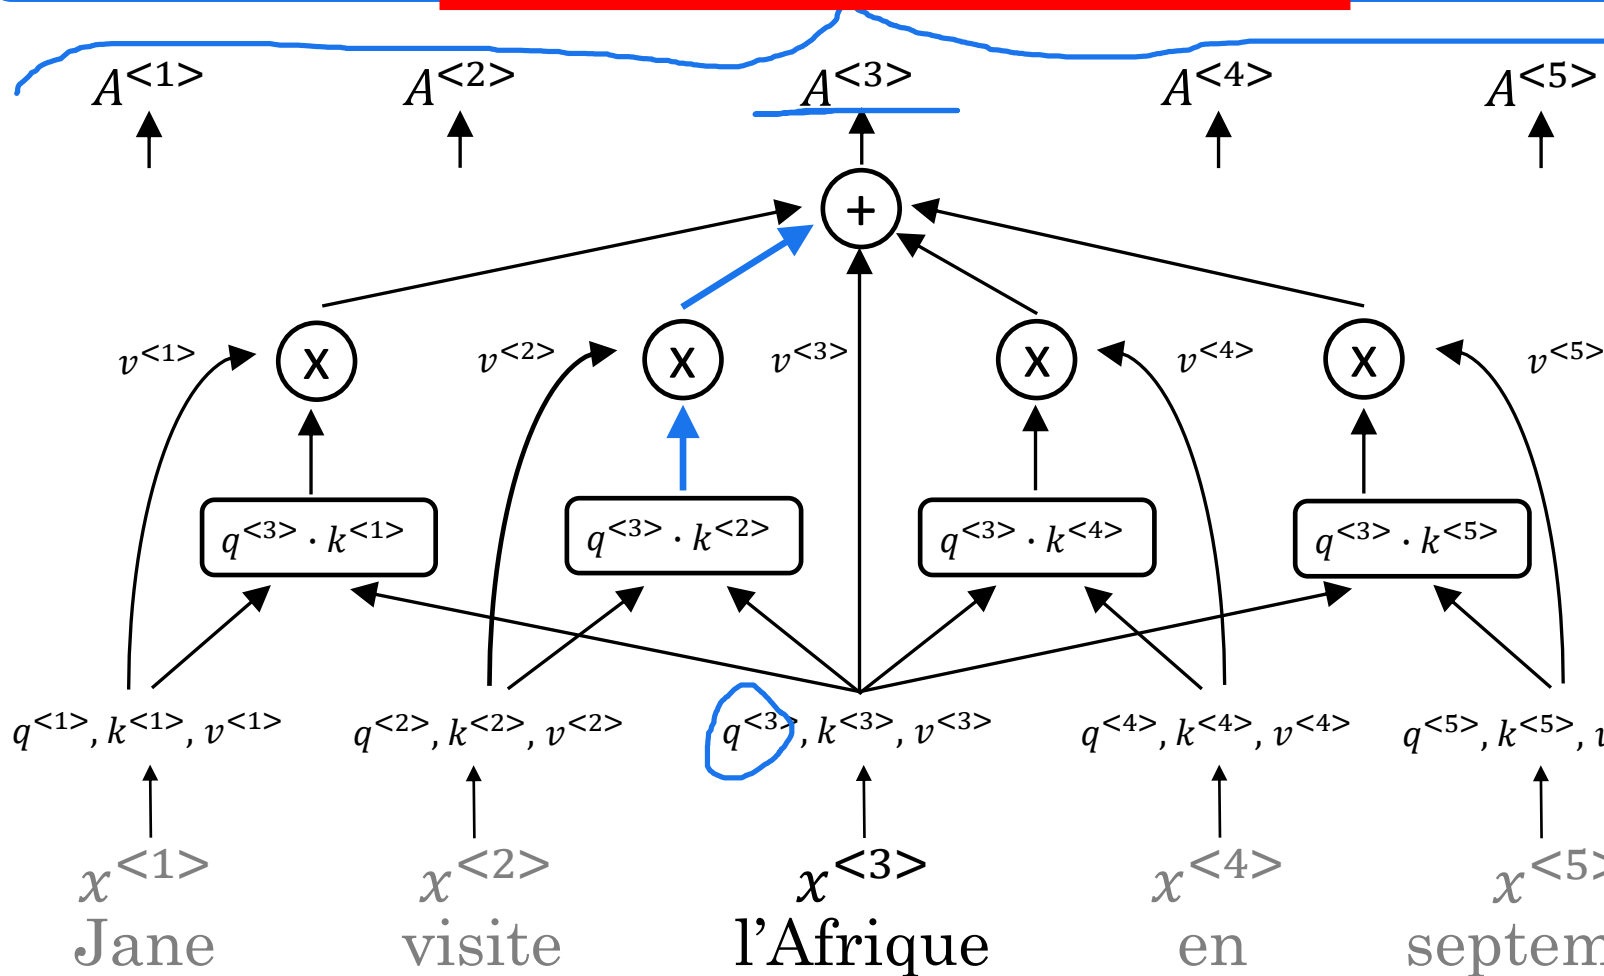 A<1> A<2> A<3> A<4> A<5>
+
v<1> x v<2> x v<3> x v<4> x v<5>
q<3> · k<1> q<3> · k<2> q<3> · k<4> q<3> · k<5>
q<1>, k<1>, v<1> q<2>, k<2>, v<2> q<3>, k<3>, v<3> q<4>, k<4>, v<4> q<5>, k<5>, v
x<1> x<2> x<3> x<4> x<5>
Jane visite l'Afrique en septem